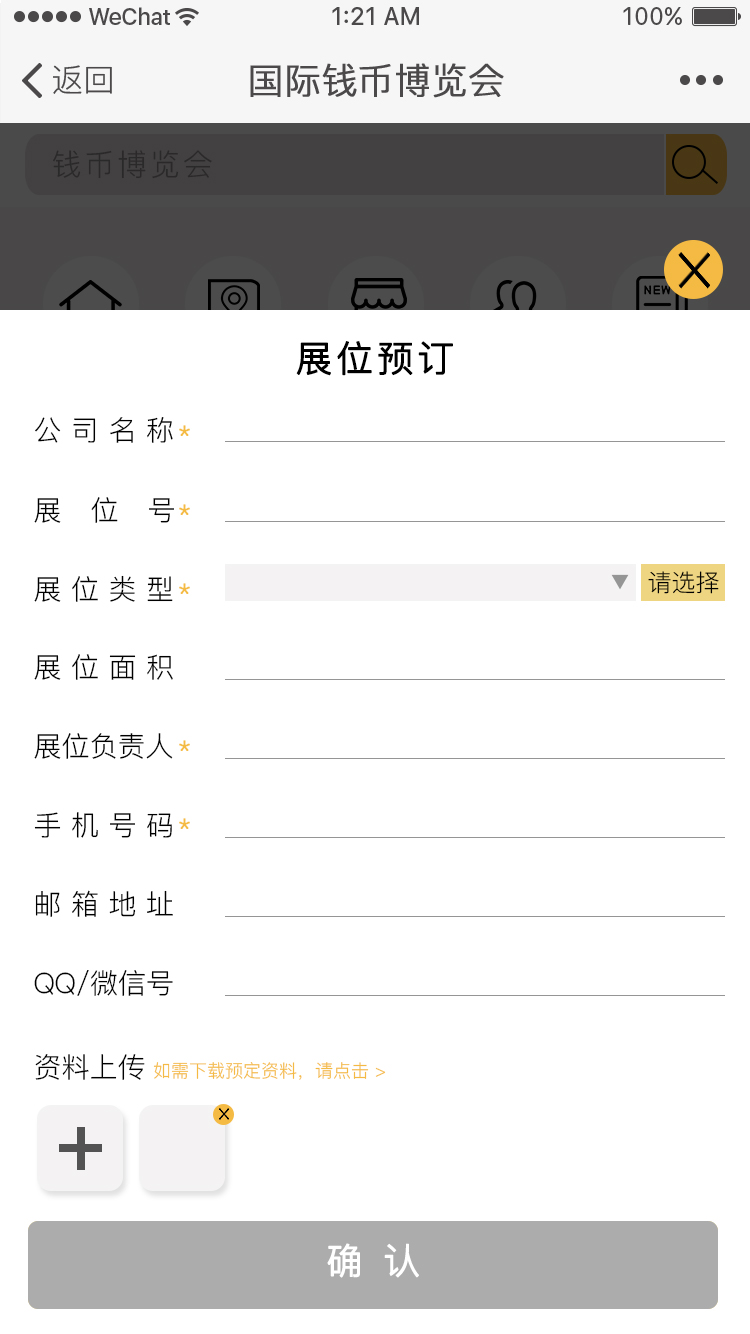 ●●●●● WeChat 1:21 AM 100%
返回 国际钱币博览会 •••
钱币博览会
NEW
展位预订
公司名称*
展位号*
展位类型* ▼ 请选择
展位面积
展位负责人*
手机号码*
邮箱地址
QQ/微信号
资料上传 如需下载预定资料，请点击 >
确 认